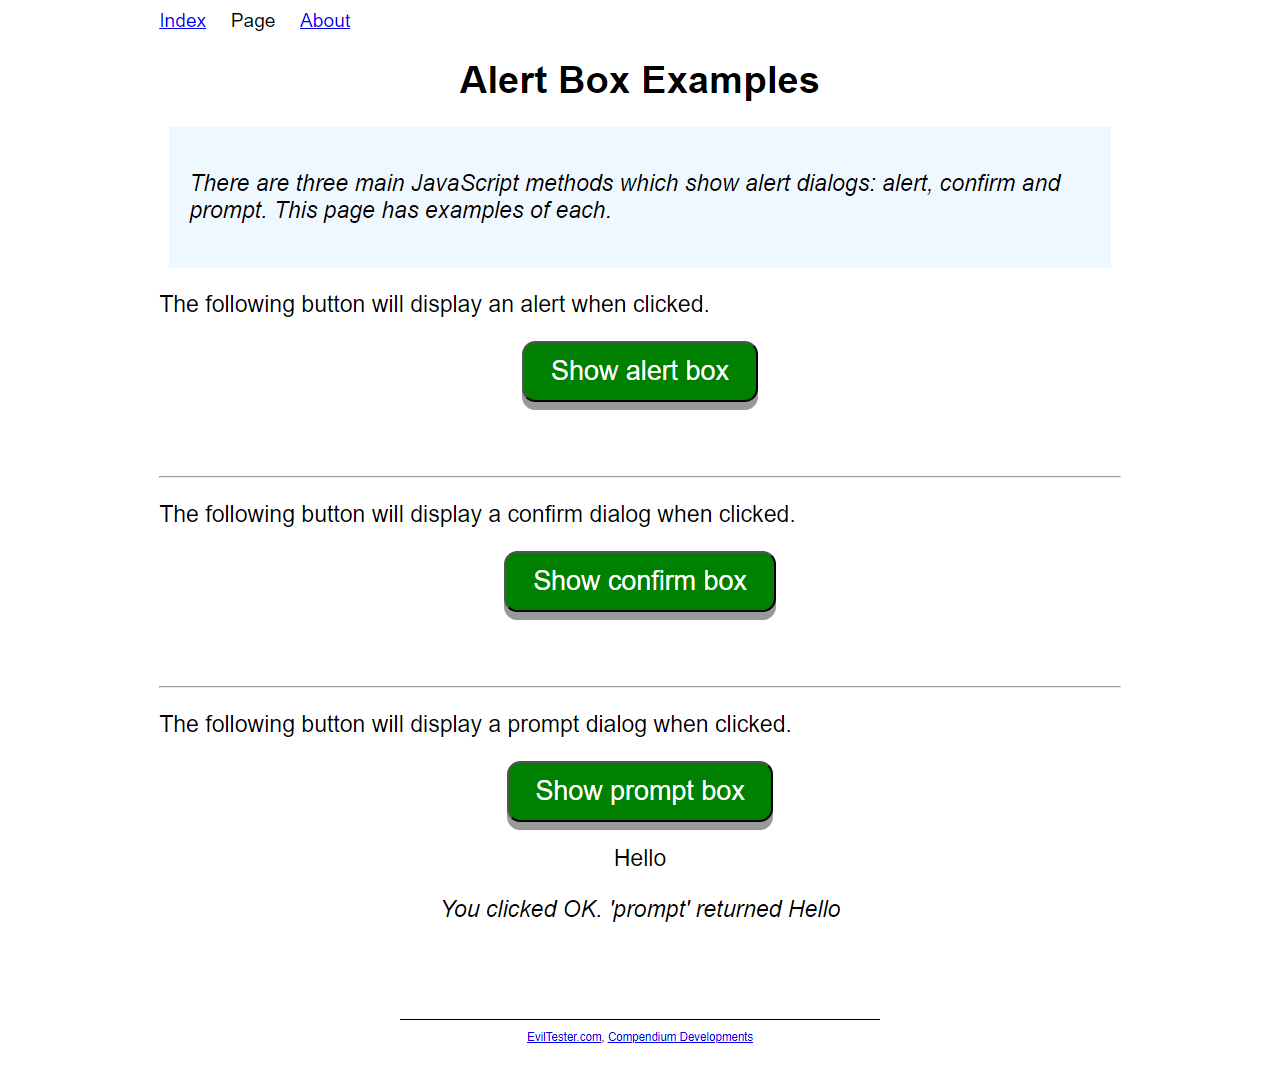 Index Page About
Alert Box Examples
There are three main JavaScript methods which show alert dialogs: alert, confirm and
prompt. This page has examples of each.
The following button will display an alert when clicked.
Show alert box
The following button will display a confirm dialog when clicked.
Show confirm box
The following button will display a prompt dialog when clicked.
Show prompt box
Hello
You clicked OK. 'prompt' returned Hello
EvilTester.com, Compendium Developments